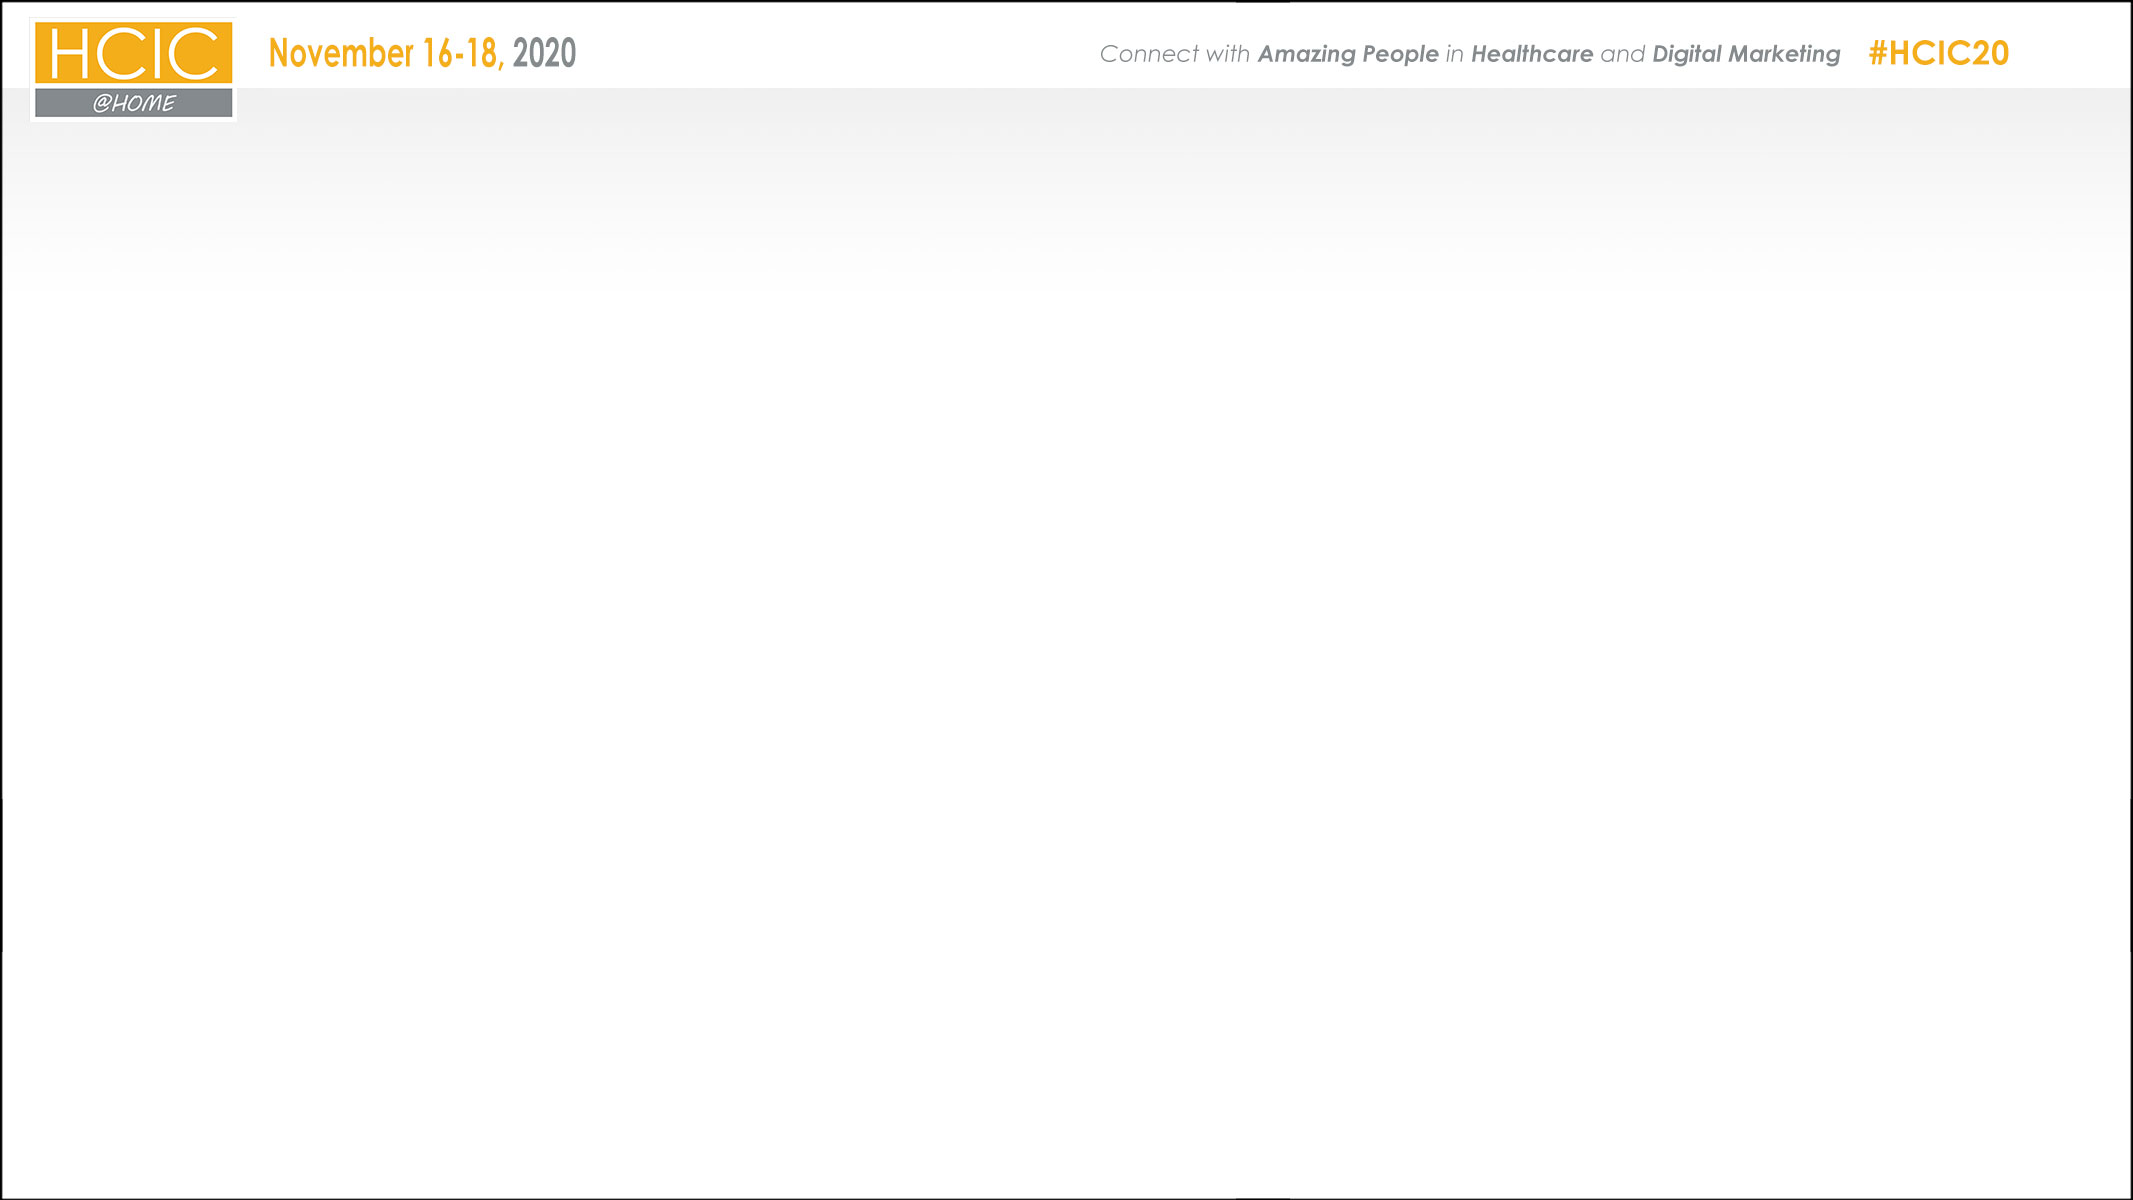 HCIC
@HOME
November 16-18, 2020
Connect with Amazing People in Healthcare and Digital Marketing #HCIC20